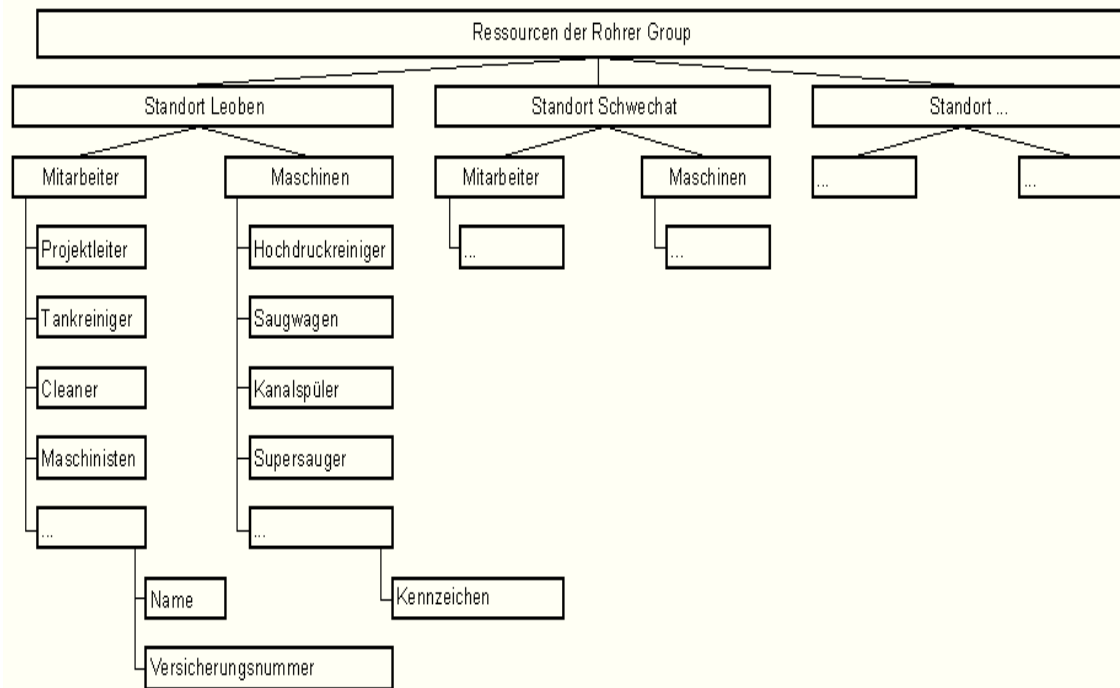 Ressourcen der Rohrer Group
Standort Leoben
Standort Schwechat
Standort ...
Mitarbeiter
Maschinen
Mitarbeiter
Maschinen
...
...
Projektleiter
Hochdruckreiniger
...
...
Tankreiniger
Saugwagen
Cleaner
Kanalspüler
Maschinisten
Supersauger
...
...
Name
Kennzeichen
Versicherungsnummer